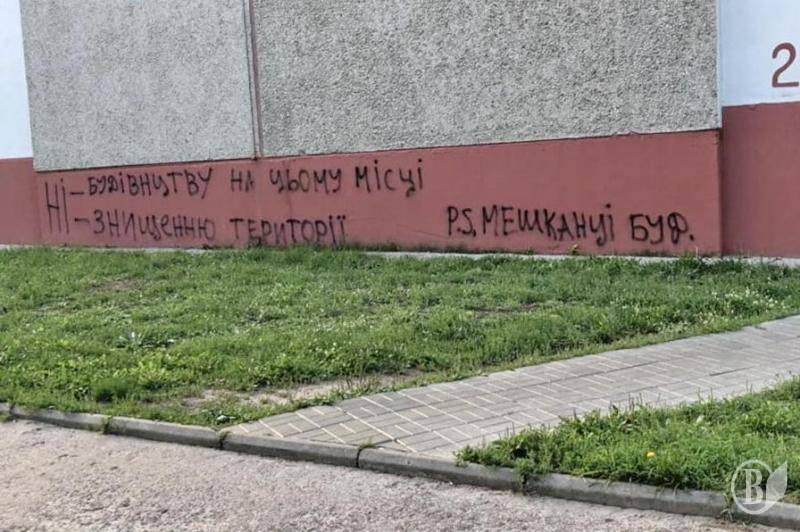 НІ – БУДІВНИЦТВУ НА ЦЬОМУ МІСЦІ
НІ – ЗНИЩЕННЮ ТЕРИТОРІЇ
P.S. МЕШКАНЦІ БУД.
2
В